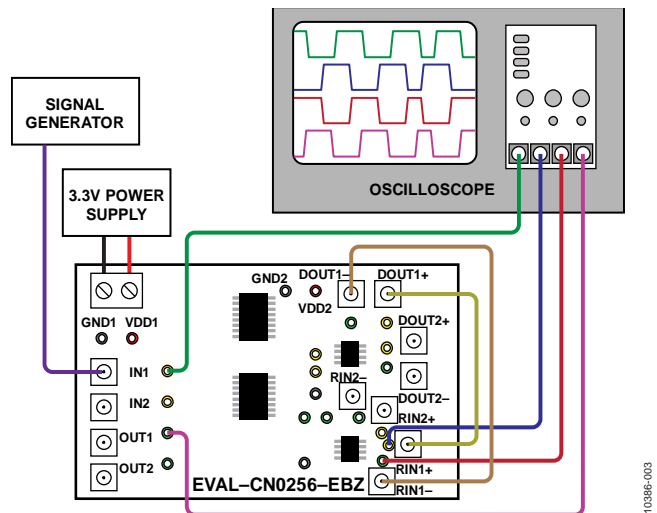 SIGNAL
GENERATOR
3.3V POWER
SUPPLY
OSCILLOSCOPE
GND2
DOUT1–
DOUT1+
VDD2
GND1
VDD1
DOUT2+
IN1
RIN2–
IN2
DOUT2–
RIN2+
OUT1
OUT2
RIN1+
EVAL–CN0256–EBZ
RIN1–
10386-003